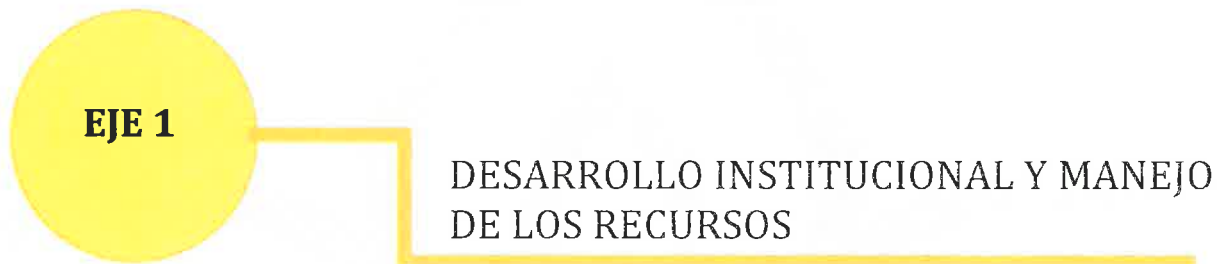 EJE 1
DESARROLLO INSTITUCIONAL Y MANEJO
DE LOS RECURSOS